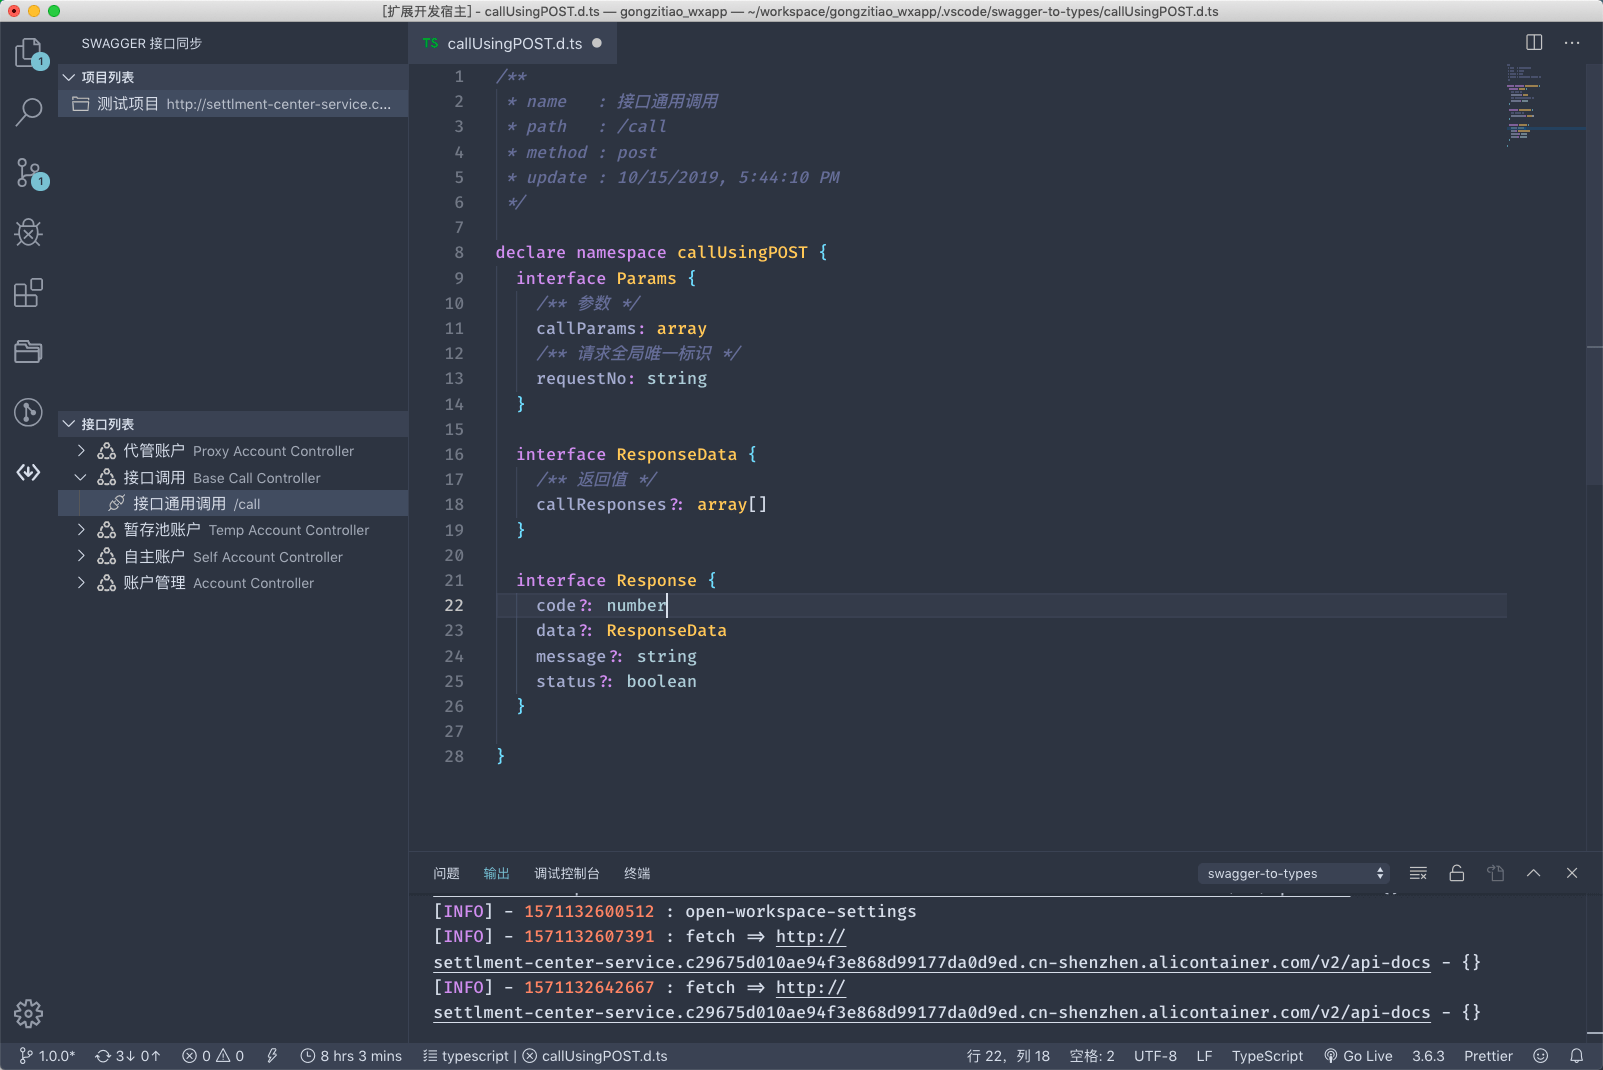 [扩展开发宿主] - callUsingPOST.d.ts — gongzitiao_wxapp — ~/workspace/gongzitiao_wxapp/.vscode/swagger-to-types/callUsingPOST.d.ts
1
1
SWAGGER 接口同步
项目列表
测试项目 http://settlment-center-service.c...
接口列表
代管账户 Proxy Account Controller
接口调用 Base Call Controller
接口通用调用 /call
暂存池账户 Temp Account Controller
自主账户 Self Account Controller
账户管理 Account Controller
TS callUsingPOST.d.ts
1 /**
2 * name : 接口通用调用
3 * path : /call
4 * method : post
5 * update : 10/15/2019, 5:44:10 PM
6 */
7
8 declare namespace callUsingPOST {
9 interface Params {
10 /** 参数 */
11 callParams: array
12 /** 请求全局唯一标识 */
13 requestNo: string
14 }
15
16 interface ResponseData {
17 /** 返回值 */
18 callResponses?: array[]
19 }
20
21 interface Response {
22 code?: number
23 data?: ResponseData
24 message?: string
25 status?: boolean
26 }
27
28 }
问题 输出 调试控制台 终端 swagger-to-types
[INFO] - 1571132600512 : open-workspace-settings
[INFO] - 1571132607391 : fetch => http://
settlment-center-service.c29675d010ae94f3e868d99177da0d9ed.cn-shenzhen.alicontainer.com/v2/api-docs - {}
[INFO] - 1571132642667 : fetch => http://
settlment-center-service.c29675d010ae94f3e868d99177da0d9ed.cn-shenzhen.alicontainer.com/v2/api-docs - {}
1.0.0* 3↓ 0↑ 0 0 8 hrs 3 mins typescript | callUsingPOST.d.ts 行 22，列 18 空格: 2 UTF-8 LF TypeScript Go Live 3.6.3 Prettier